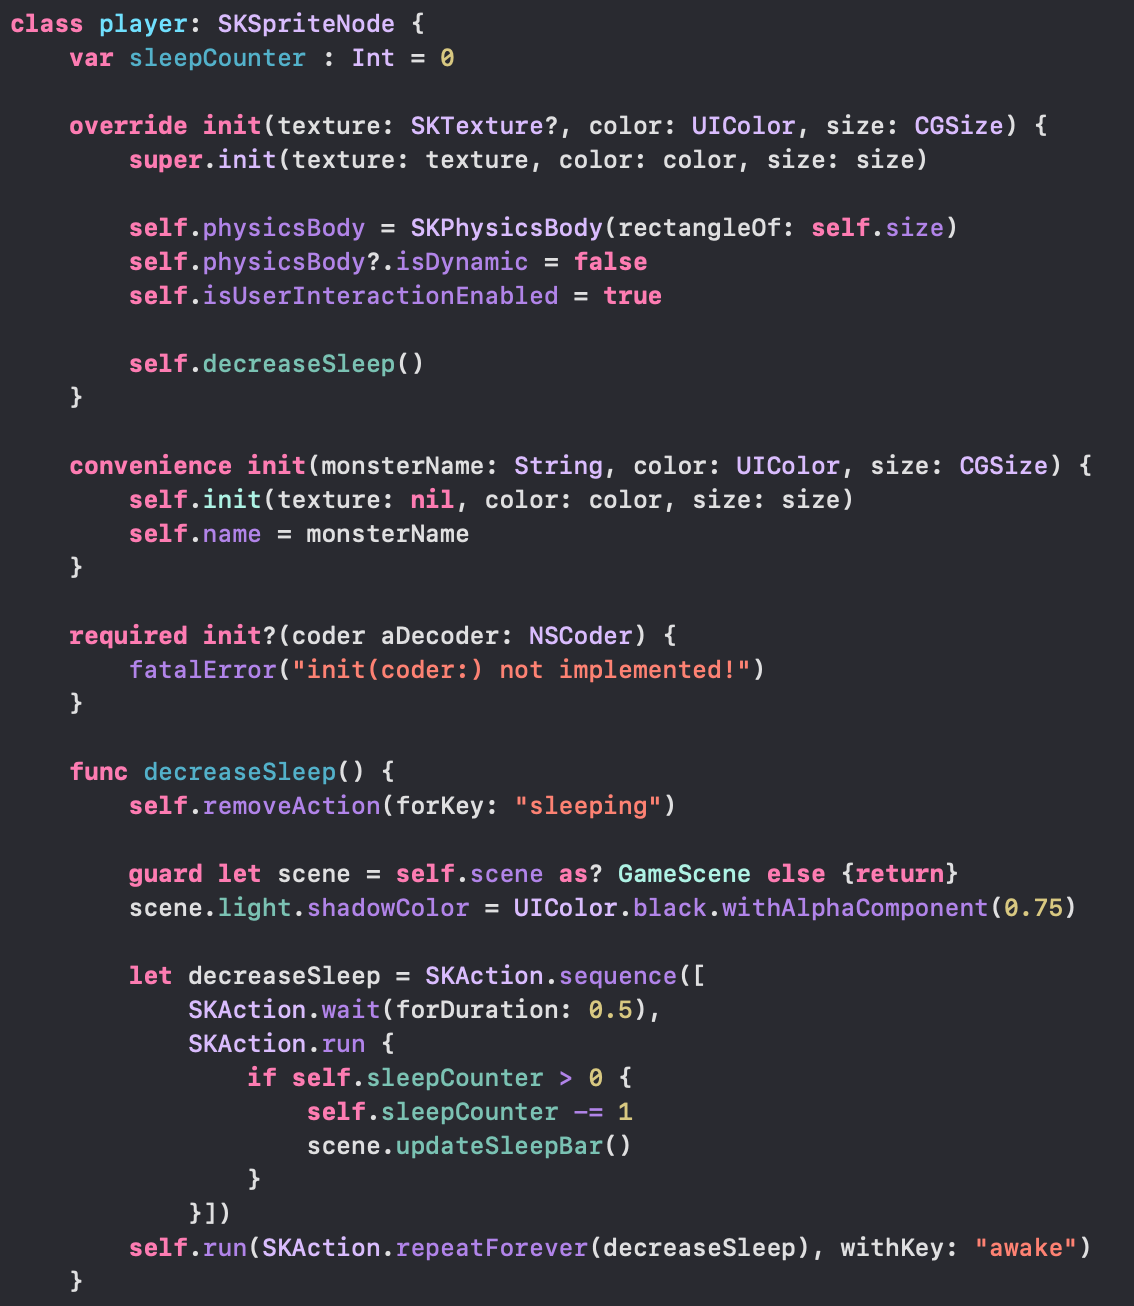 class player: SKSpriteNode {
    var sleepCounter : Int = 0

    override init(texture: SKTexture?, color: UIColor, size: CGSize) {
        super.init(texture: texture, color: color, size: size)

        self.physicsBody = SKPhysicsBody(rectangleOf: self.size)
        self.physicsBody?.isDynamic = false
        self.isUserInteractionEnabled = true

        self.decreaseSleep()
    }

    convenience init(monsterName: String, color: UIColor, size: CGSize) {
        self.init(texture: nil, color: color, size: size)
        self.name = monsterName
    }

    required init?(coder aDecoder: NSCoder) {
        fatalError("init(coder:) not implemented!")
    }

    func decreaseSleep() {
        self.removeAction(forKey: "sleeping")

        guard let scene = self.scene as? GameScene else {return}
        scene.light.shadowColor = UIColor.black.withAlphaComponent(0.75)

        let decreaseSleep = SKAction.sequence([
            SKAction.wait(forDuration: 0.5),
            SKAction.run {
                if self.sleepCounter > 0 {
                    self.sleepCounter -= 1
                    scene.updateSleepBar()
                }
            }])
        self.run(SKAction.repeatForever(decreaseSleep), withKey: "awake")
    }